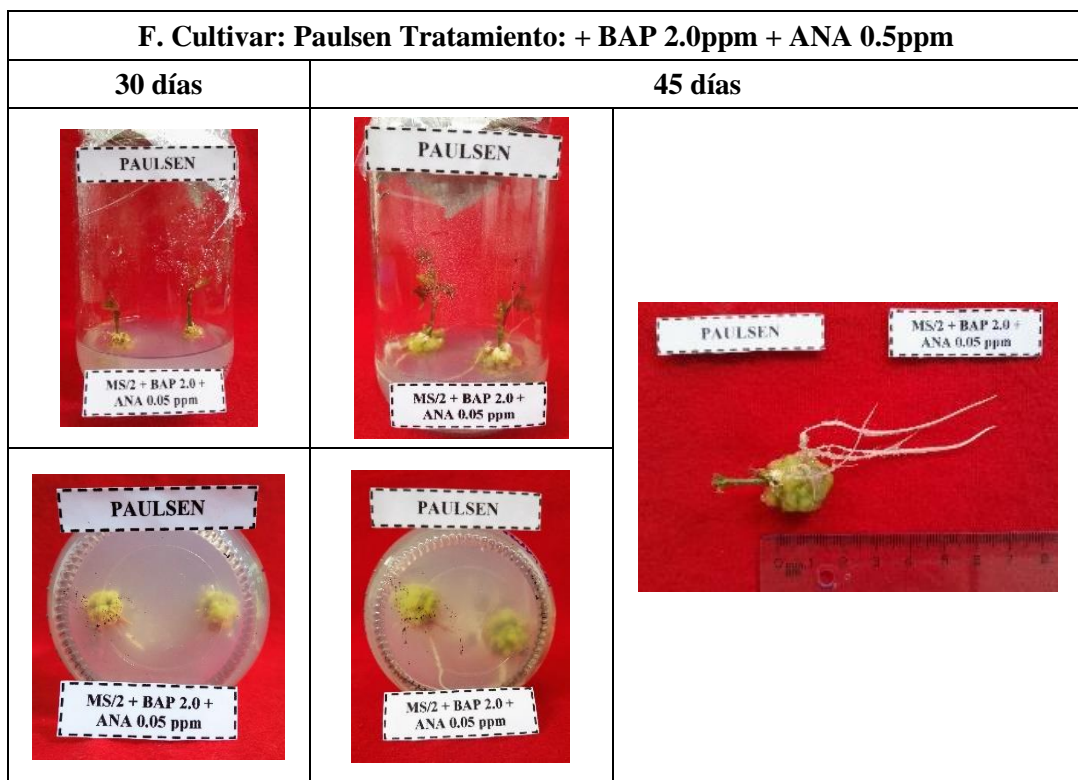 F. Cultivar: Paulsen Tratamiento: + BAP 2.0ppm + ANA 0.5ppm
30 días
45 días
PAULSEN
MS/2 + BAP 2.0 +
ANA 0.05 ppm
PAULSEN
MS/2 + BAP 2.0 +
ANA 0.05 ppm
PAULSEN
MS/2 + BAP 2.0 +
ANA 0.05 ppm
PAULSEN
MS/2 + BAP 2.0 +
ANA 0.05 ppm
PAULSEN
MS/2 + BAP 2.0 +
ANA 0.05 ppm